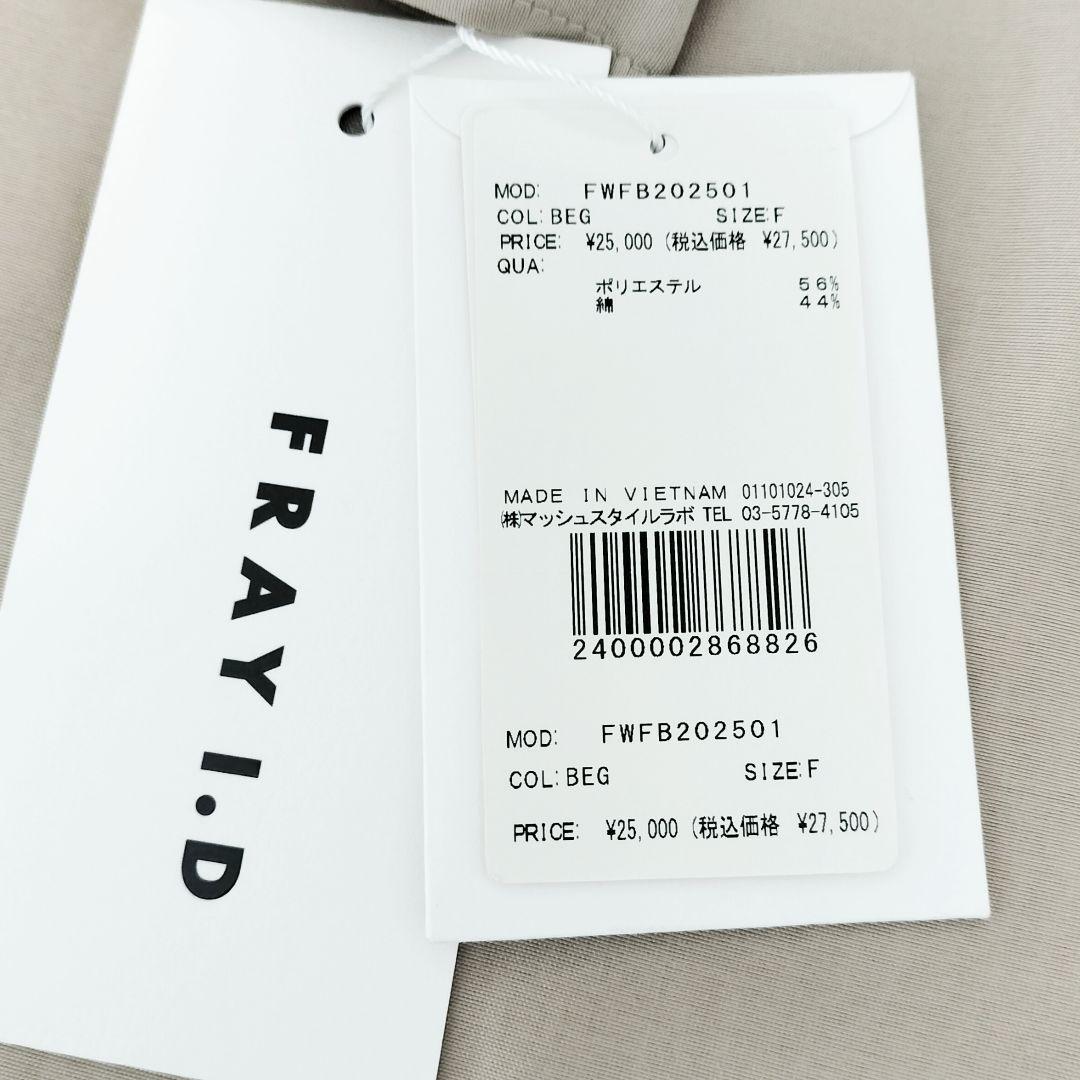 FRAY I.D
MOD: FWFB202501
COL:BEG SIZE:F
PRICE: ¥25,000 (税込価格 ¥27,500)
QUA:
ポリエステル 56%
綿 44%
MADE IN VIETNAM 01101024-305
㈱マッシュスタイルラボ TEL 03-5778-4105
2400002868826
MOD: FWFB202501
COL:BEG SIZE:F
PRICE: ¥25,000 (税込価格 ¥27,500)